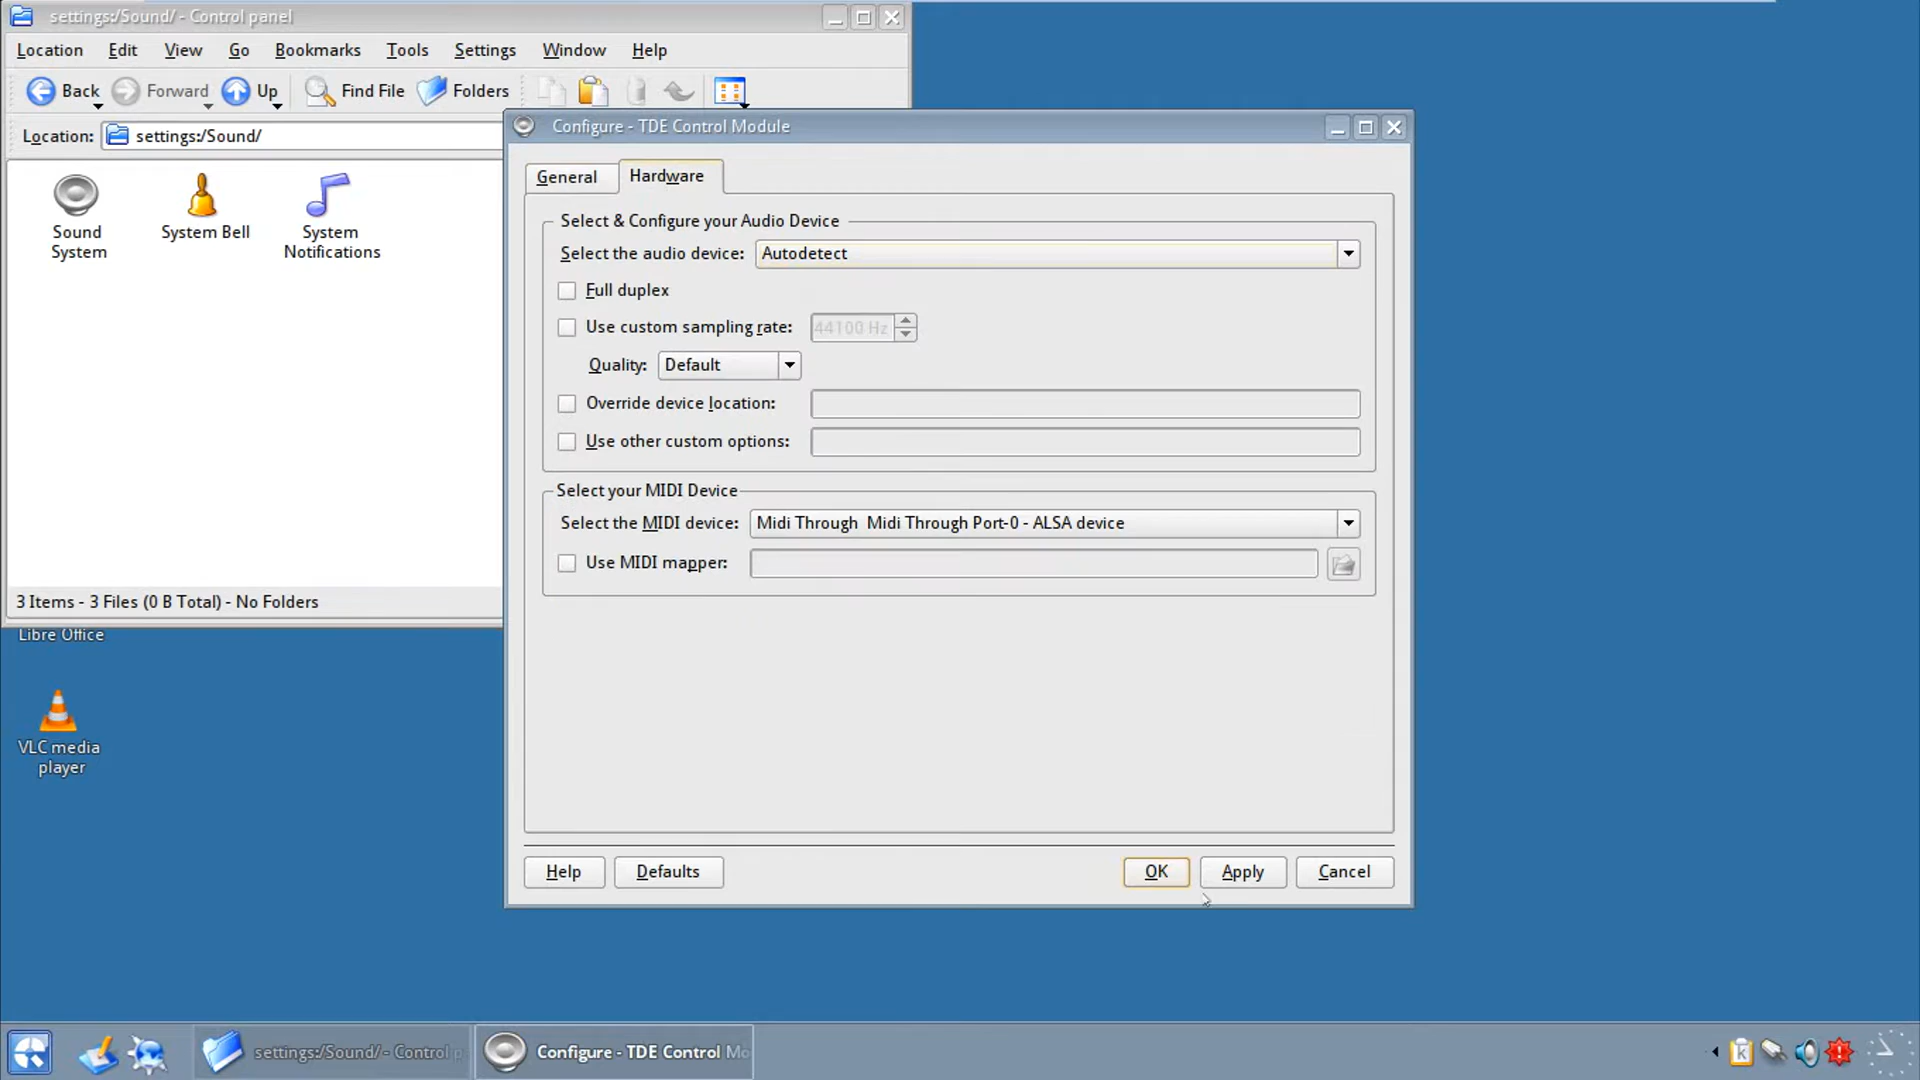 settings:/Sound/ - Control panel
Location Edit View Go Bookmarks Tools Settings Window Help
Back Forward Up Find File Folders
Location: settings:/Sound/
Sound System
System Bell
System Notifications
3 Items - 3 Files (0 B Total) - No Folders
Libre Office
VLC media player
Configure - TDE Control Module
General Hardware
Select & Configure your Audio Device
Select the audio device: Autodetect
Full duplex
Use custom sampling rate: 44100 Hz
Quality: Default
Override device location:
Use other custom options:
Select your MIDI Device
Select the MIDI device: Midi Through Midi Through Port-0 - ALSA device
Use MIDI mapper:
Help Defaults OK Apply Cancel
settings:/Sound/ - Control p
Configure - TDE Control Mo
k